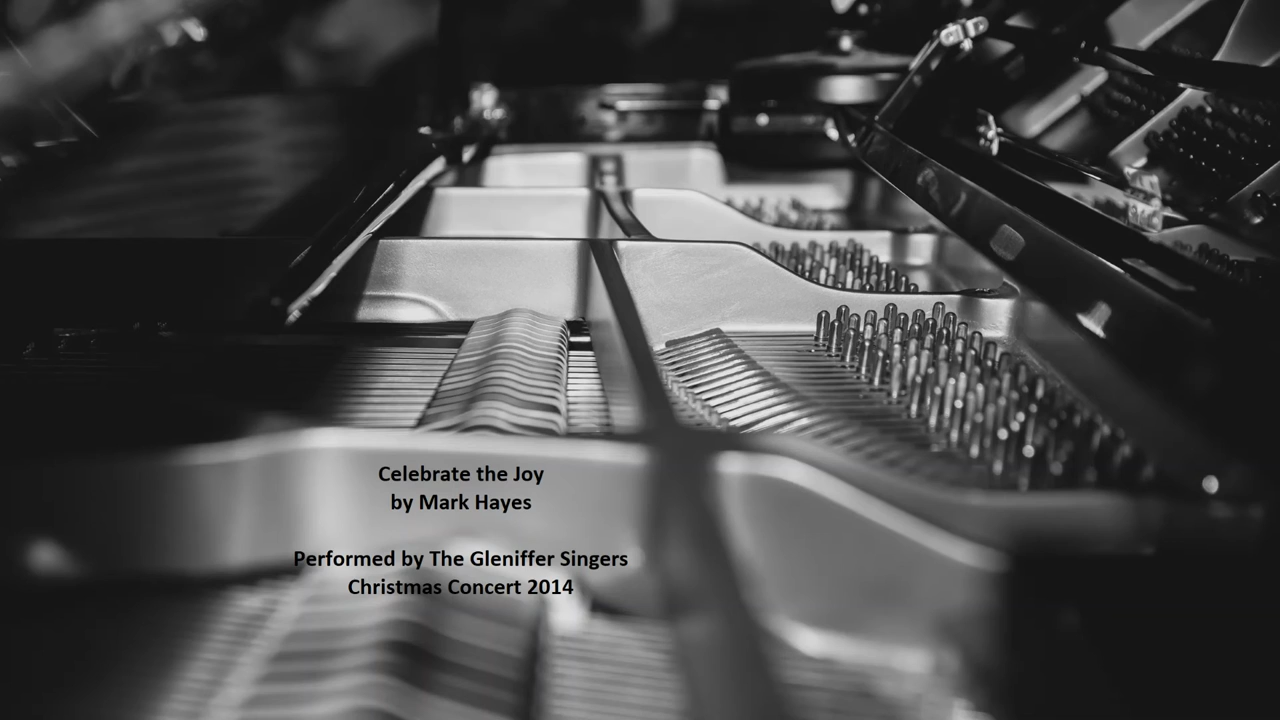 Celebrate the Joy
by Mark Hayes
Performed by The Gleniffer Singers
Christmas Concert 2014